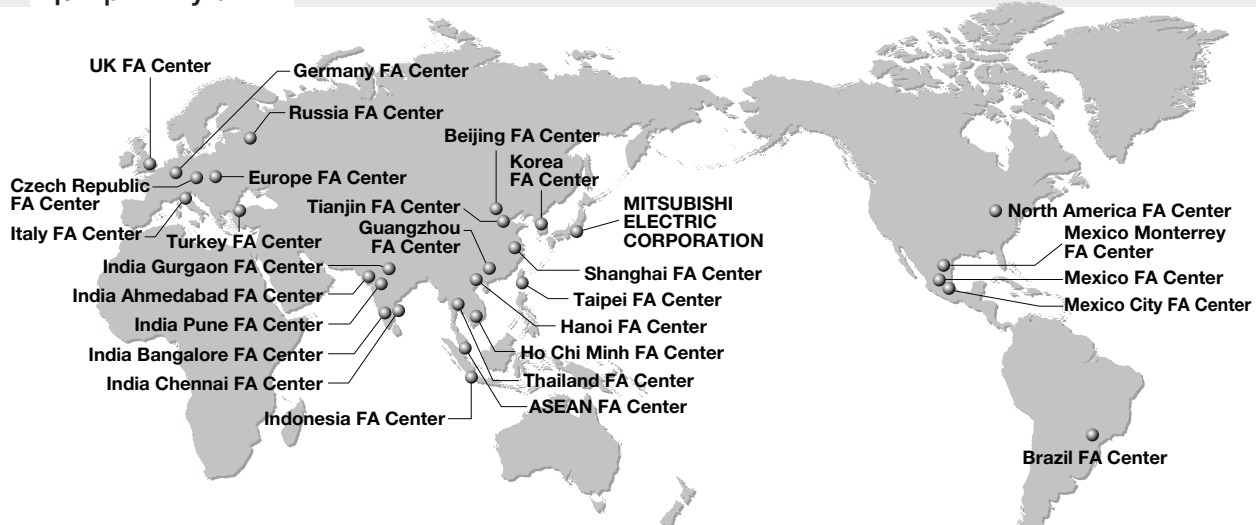 UK FA Center
Germany FA Center
Russia FA Center
Beijing FA Center
Korea
FA Center
Czech Republic
FA Center
Europe FA Center
Tianjin FA Center
MITSUBISHI
ELECTRIC
CORPORATION
Italy FA Center
Turkey FA Center
Guangzhou
FA Center
North America FA Center
Mexico Monterrey
FA Center
India Gurgaon FA Center
Shanghai FA Center
Mexico FA Center
India Ahmedabad FA Center
Taipei FA Center
Mexico City FA Center
India Pune FA Center
Hanoi FA Center
India Bangalore FA Center
Ho Chi Minh FA Center
India Chennai FA Center
Thailand FA Center
ASEAN FA Center
Indonesia FA Center
Brazil FA Center